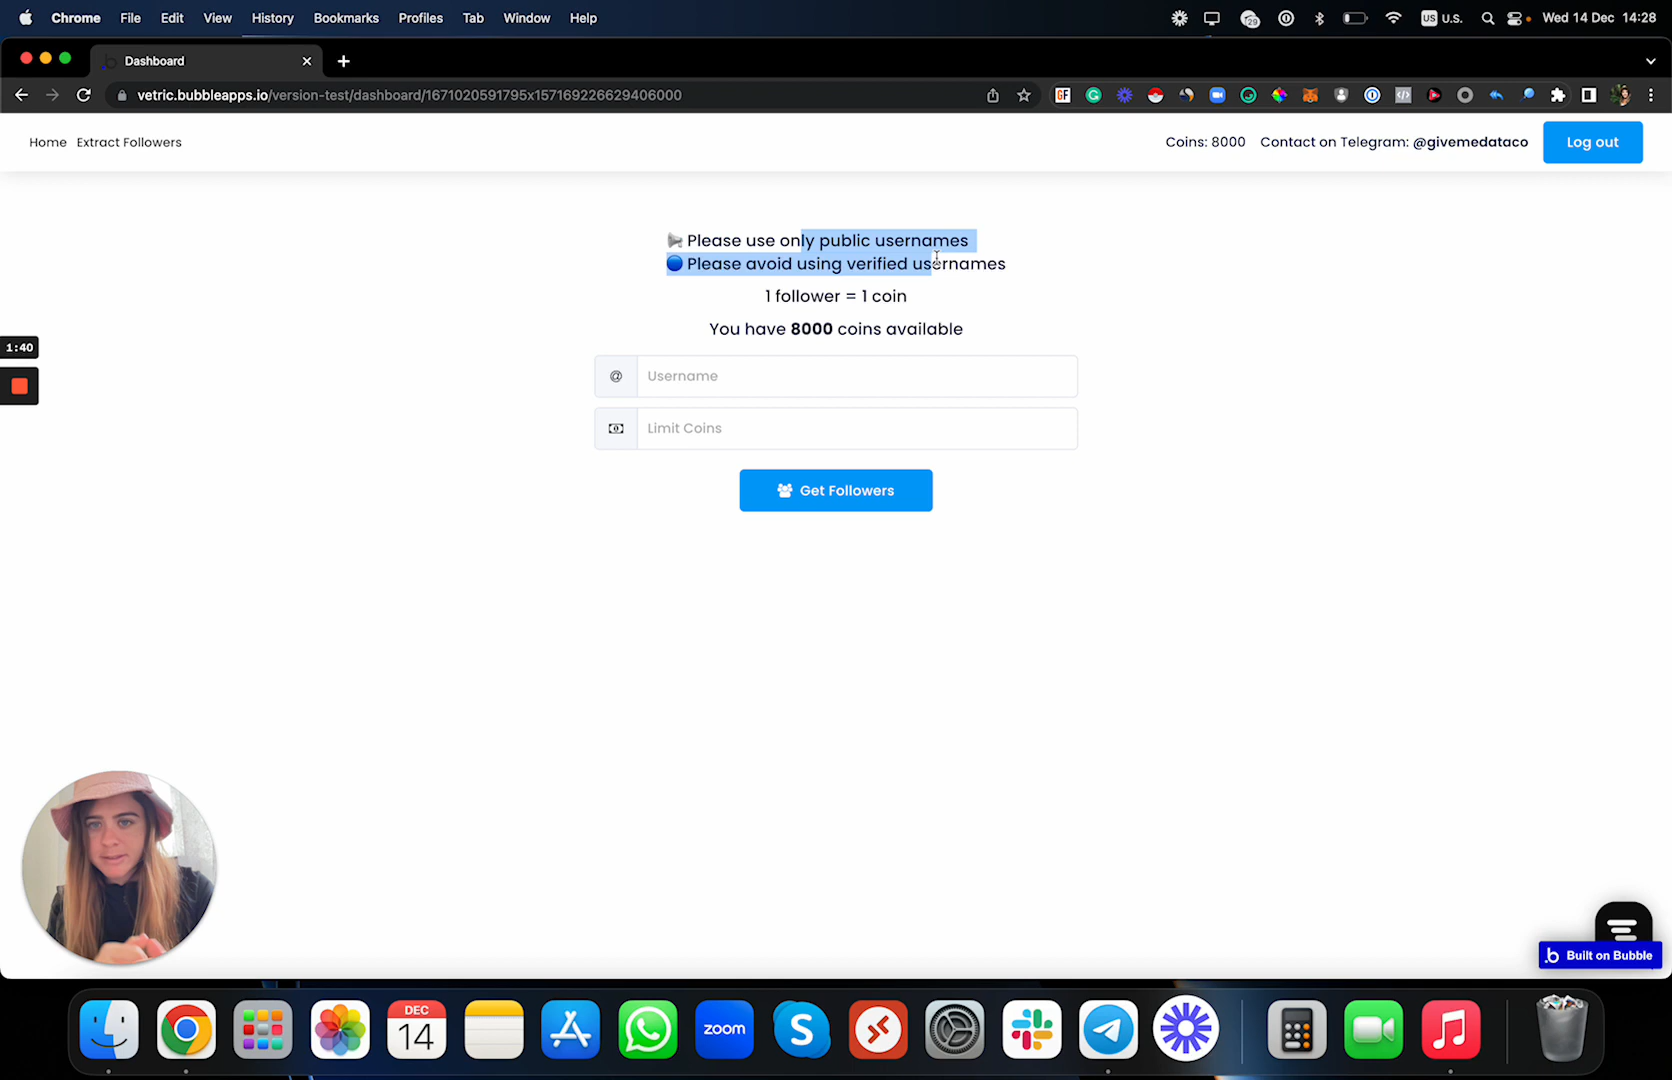 Chrome File Edit View History Bookmarks Profiles Tab Window Help 29 US U.S. Wed 14 Dec 14:28
Dashboard
vetric.bubbleapps.io/version-test/dashboard/1671020591795x157169226629406000 GF
Home Extract Followers Coins: 8000 Contact on Telegram: @givemedataco Log out
Please use only public usernames
Please avoid using verified usernames
1 follower = 1 coin
You have 8000 coins available
1:40
@ Username
Limit Coins
Get Followers
b Built on Bubble
DEC
14
zoom
S